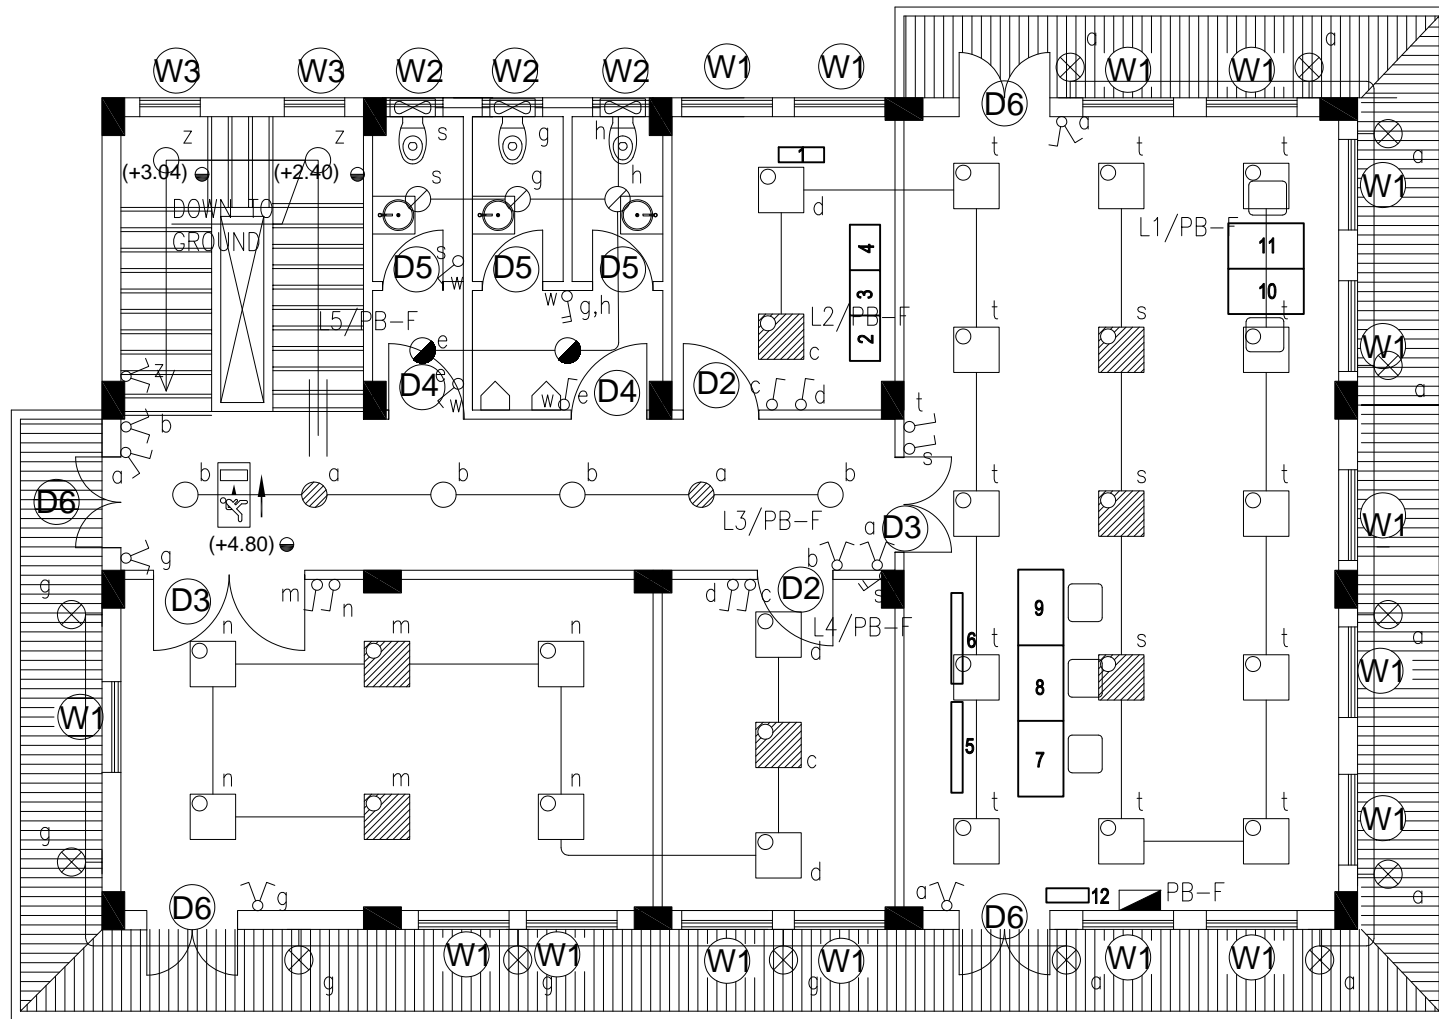 a a
W3 W3 W2 W2 W2 W1 W1 W1 W1
D6
z z s g h a
a
1 t t t
(+3.04) (+2.40) s g h
W1
DOWN TO d
GROUND L1/PB-F
11
s 4
D5 D5 D5
w w 10
g,h 3
L5/PB-F L2/PB-F t s t
e 2 W1
c
z e
D4 D4 D2 a
w w e c d
b t
s
a b a b b a b t s t
D6 W1
L3/PB-F
(+4.80) a D3
g b
g D2 s
D3 m n d c 9
L4/PB-F a
n m n d 6 t s t
W1
8
W1
5 7
c
n m n t t t
W1
g
d
D6 g a 12 PB-F a
D6
W1 W1 W1 W1 W1 W1
g g g a a